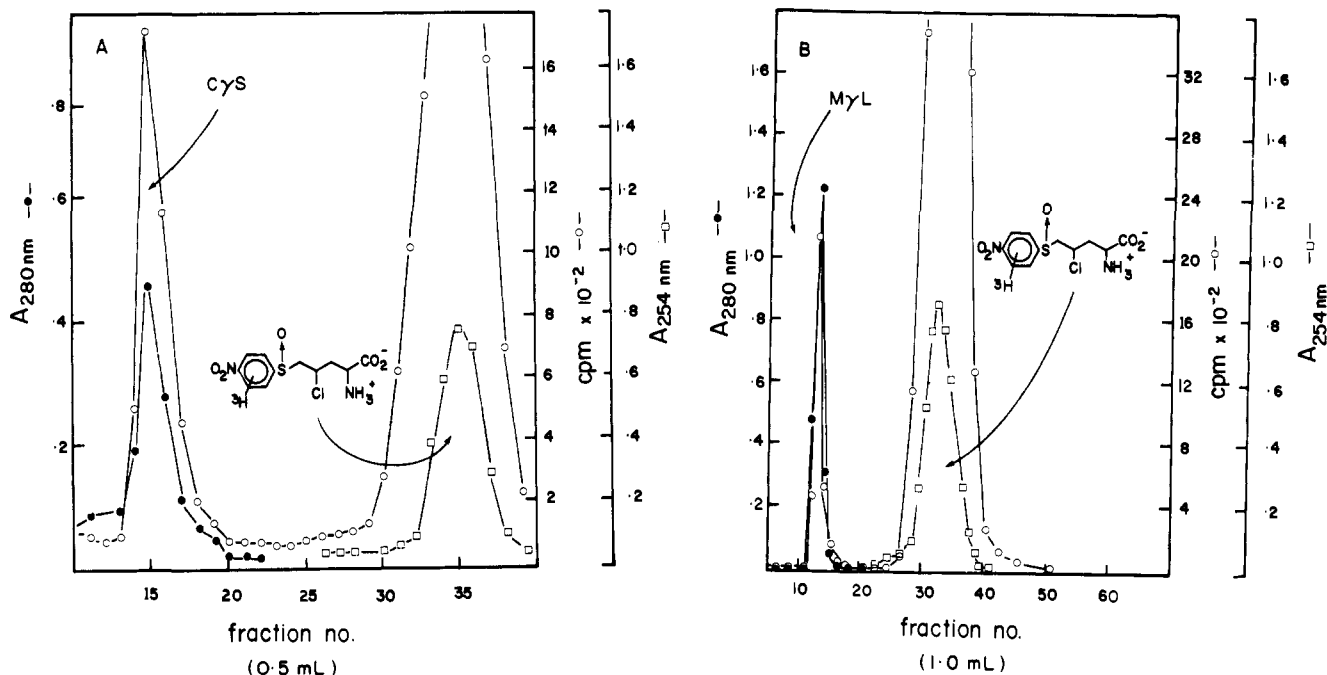 A
CγS
A280nm —●—
.8
.6
.4
.2
15
20
25
30
35
fraction no.
(0·5 mL)
O
O2N
S
CO2−
3H
Cl
NH3+
16
14
12
10
8
6
4
2
cpm x 10-2 —○—
1.6
1.4
1.2
1.0
.8
.6
.4
.2
A254 nm —□—
B
MγL
A280 nm —●—
1.6
1.4
1.2
1.0
.8
.6
.4
.2
10
20
30
40
50
60
fraction no.
(1·0 mL)
O
O2N
S
CO2−
3H
Cl
NH3+
32
28
24
20
16
12
8
4
cpm x 10-2 —○—
1.6
1.4
1.2
1.0
.8
.6
.4
.2
A254 nm —□—